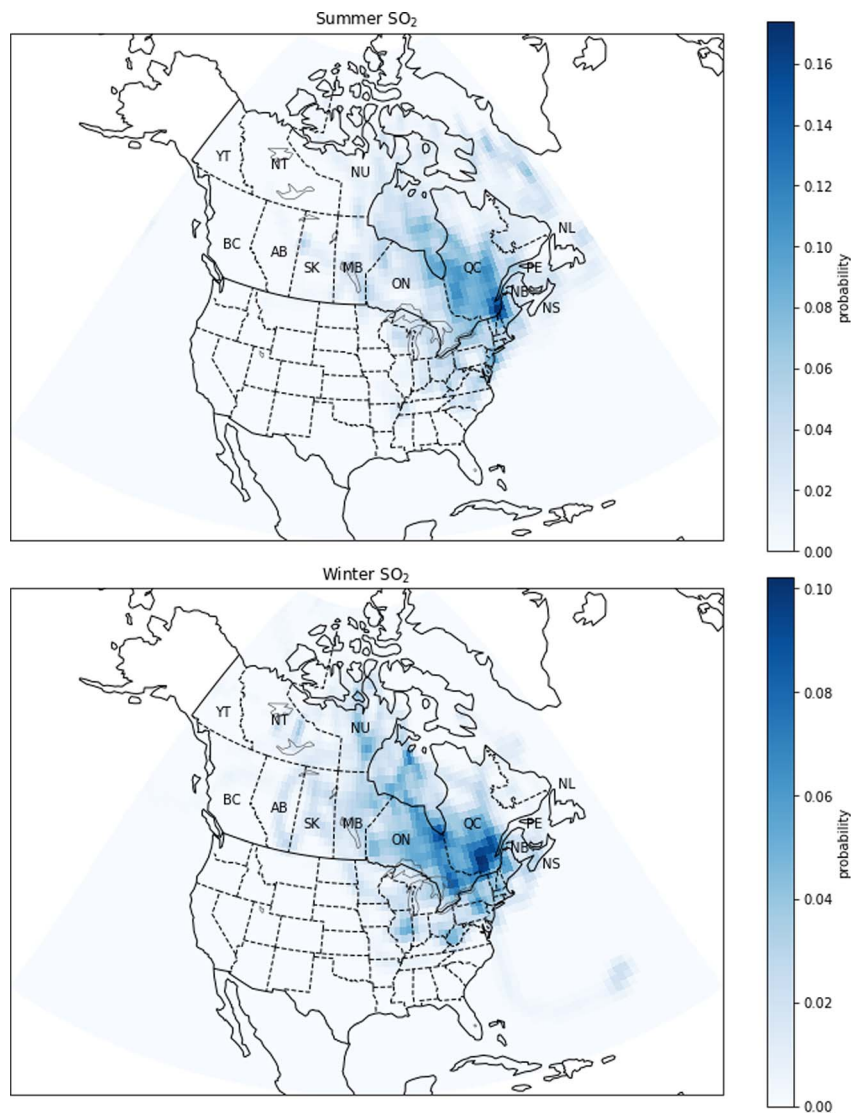 Summer SO₂
YT
NT
NU
BC
AB
SK
MB
ON
QC
NL
PE
NB
NS
0.16
0.14
0.12
0.10
0.08
0.06
0.04
0.02
0.00
probability
Winter SO₂
YT
NT
NU
BC
AB
SK
MB
ON
QC
NL
PE
NB
NS
0.10
0.08
0.06
0.04
0.02
0.00
probability